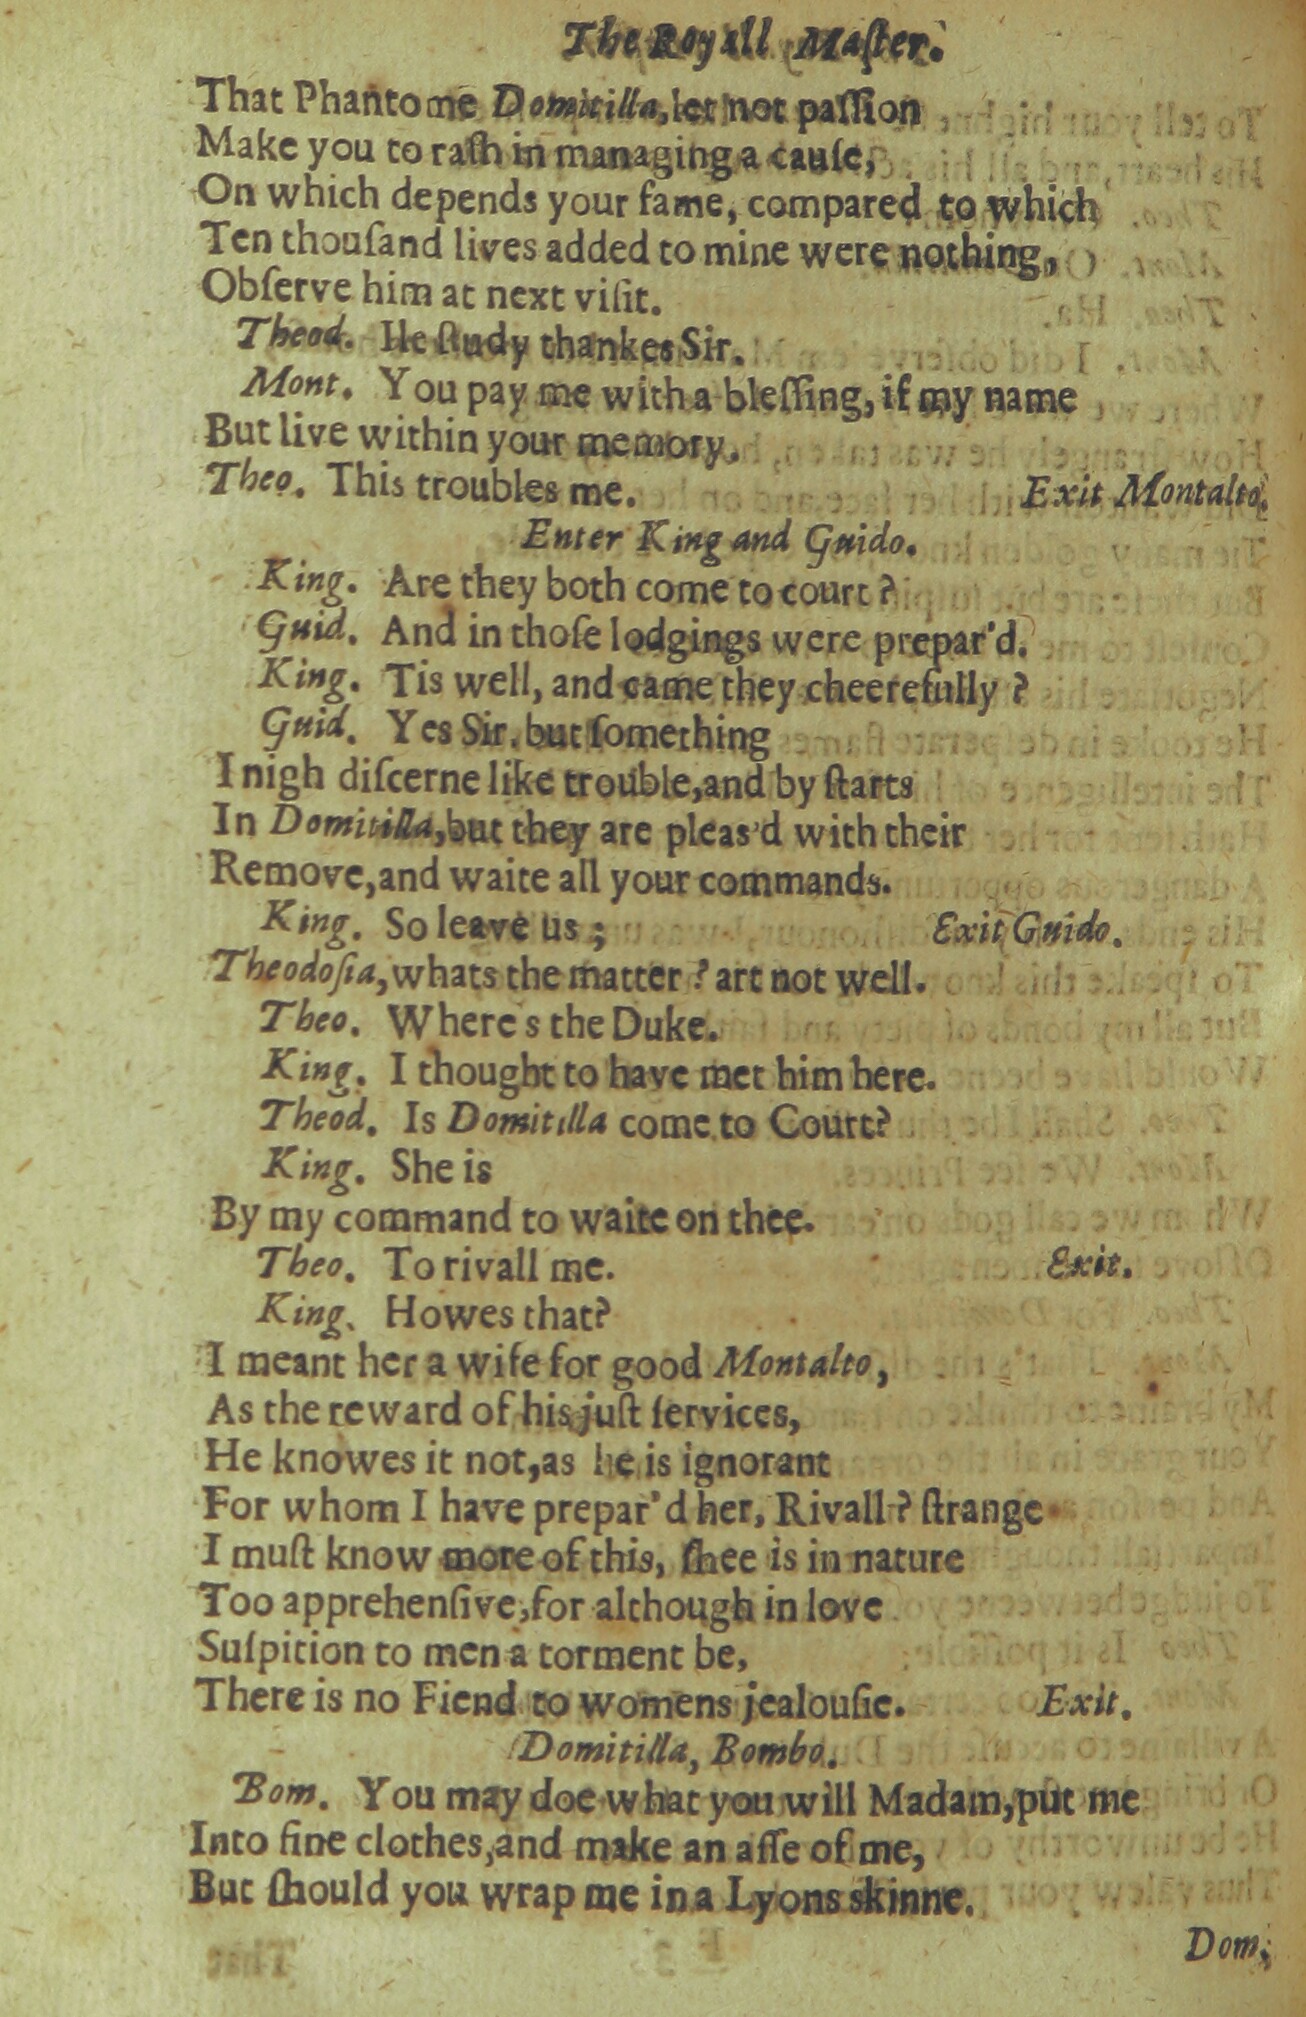 The Royall Maſter.
That Phantome Domitilla, let not paſſion
Make you to raſh in managing a cauſe,
On which depends your fame, compared to which
Ten thouſand lives added to mine were nothing,
Obſerve him at next viſit.
Theod. Ile ſtudy thankes Sir.
Mont. You pay me with a bleſſing, if my name
But live within your memory.
Theo. This troubles me. Exit Montalto.
Enter King and Guido.
King. Are they both come to court?
Guid. And in thoſe lodgings were prepar'd.
King. Tis well, and came they cheerefully?
Guid. Yes Sir, but ſomething
I nigh diſcerne like trouble, and by ſtarts
In Domitilla, but they are pleas'd with their
Remove, and waite all your commands.
King. So leave us; Exit Guido.
Theodoſia, whats the matter? art not well.
Theo. Where's the Duke.
King. I thought to have met him here.
Theod. Is Domitilla come to Court?
King. She is
By my command to waite on thee.
Theo. To rivall me. Exit.
King. Howes that?
I meant her a wife for good Montalto,
As the reward of his juſt ſervices,
He knowes it not, as he is ignorant
For whom I have prepar'd her, Rivall? ſtrange
I muſt know more of this, ſhee is in nature
Too apprehenſive, for although in love
Suſpition to men a torment be,
There is no Fiend to womens jealouſie. Exit.
Domitilla, Bombo.
Bom. You may doe what you will Madam, put me
Into fine clothes, and make an aſſe of me,
But ſhould you wrap me in a Lyons skinne.
Dom;